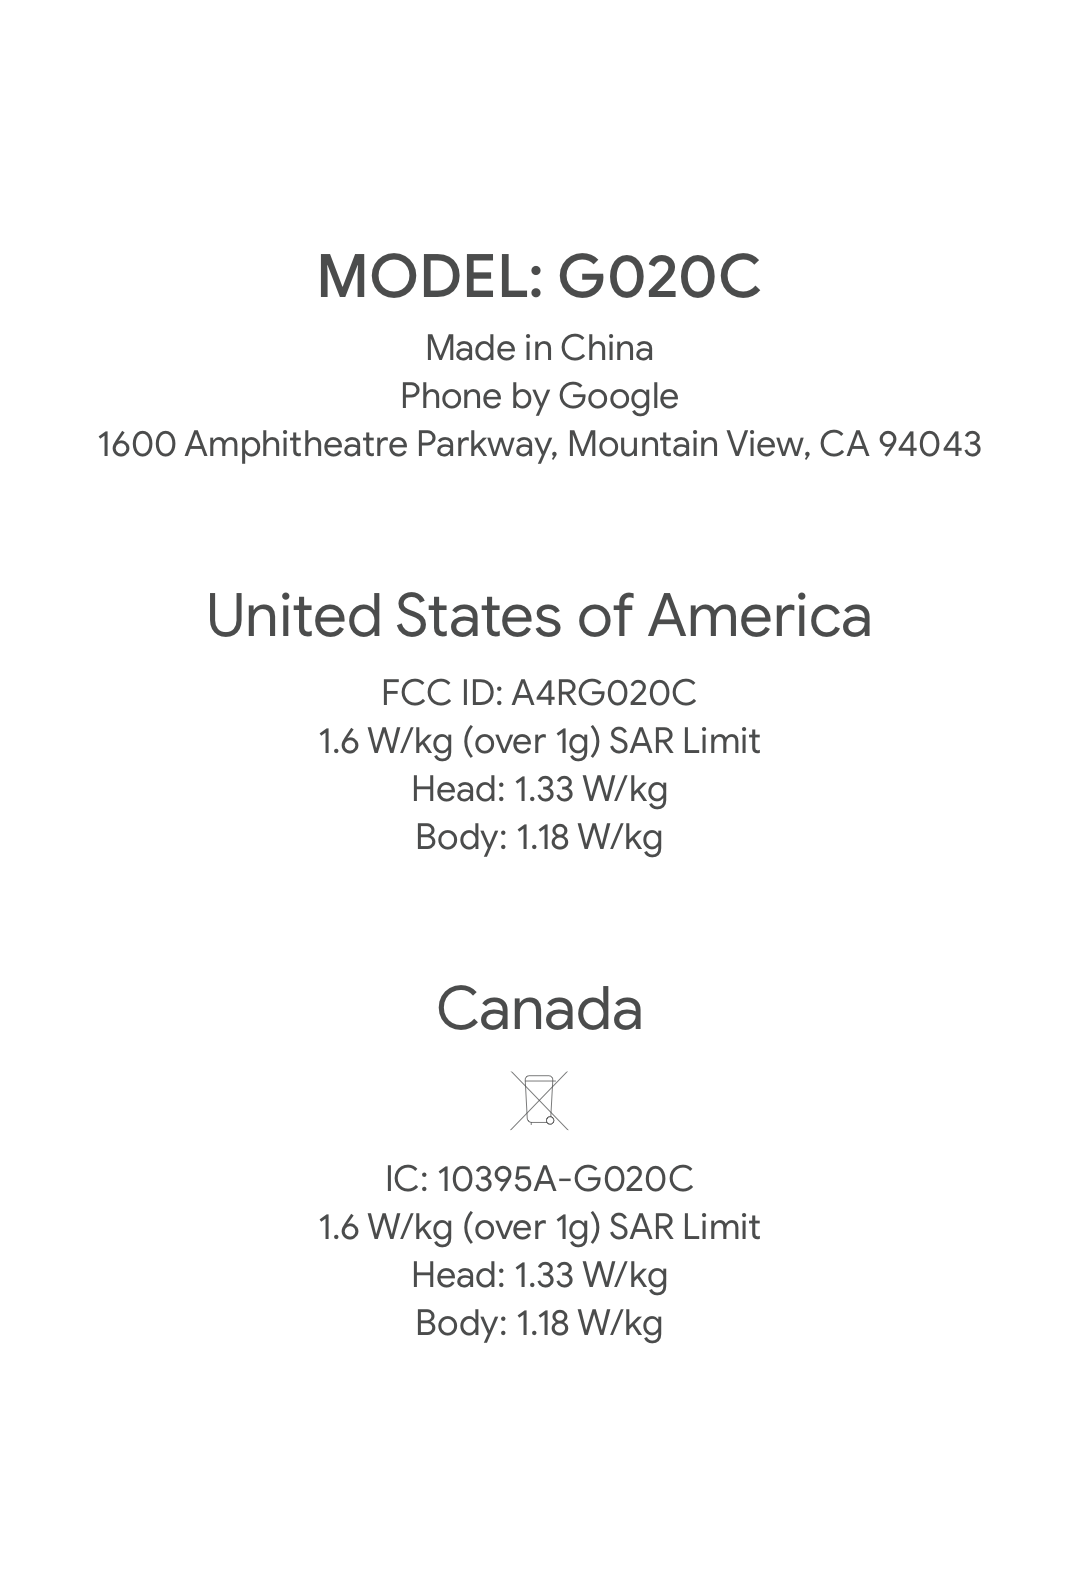 MODEL: G020C
Made in China
Phone by Google
1600 Amphitheatre Parkway, Mountain View, CA 94043
United States of America
FCC ID: A4RG020C
1.6 W/kg (over 1g) SAR Limit
Head: 1.33 W/kg
Body: 1.18 W/kg
Canada
IC: 10395A-G020C
1.6 W/kg (over 1g) SAR Limit
Head: 1.33 W/kg
Body: 1.18 W/kg